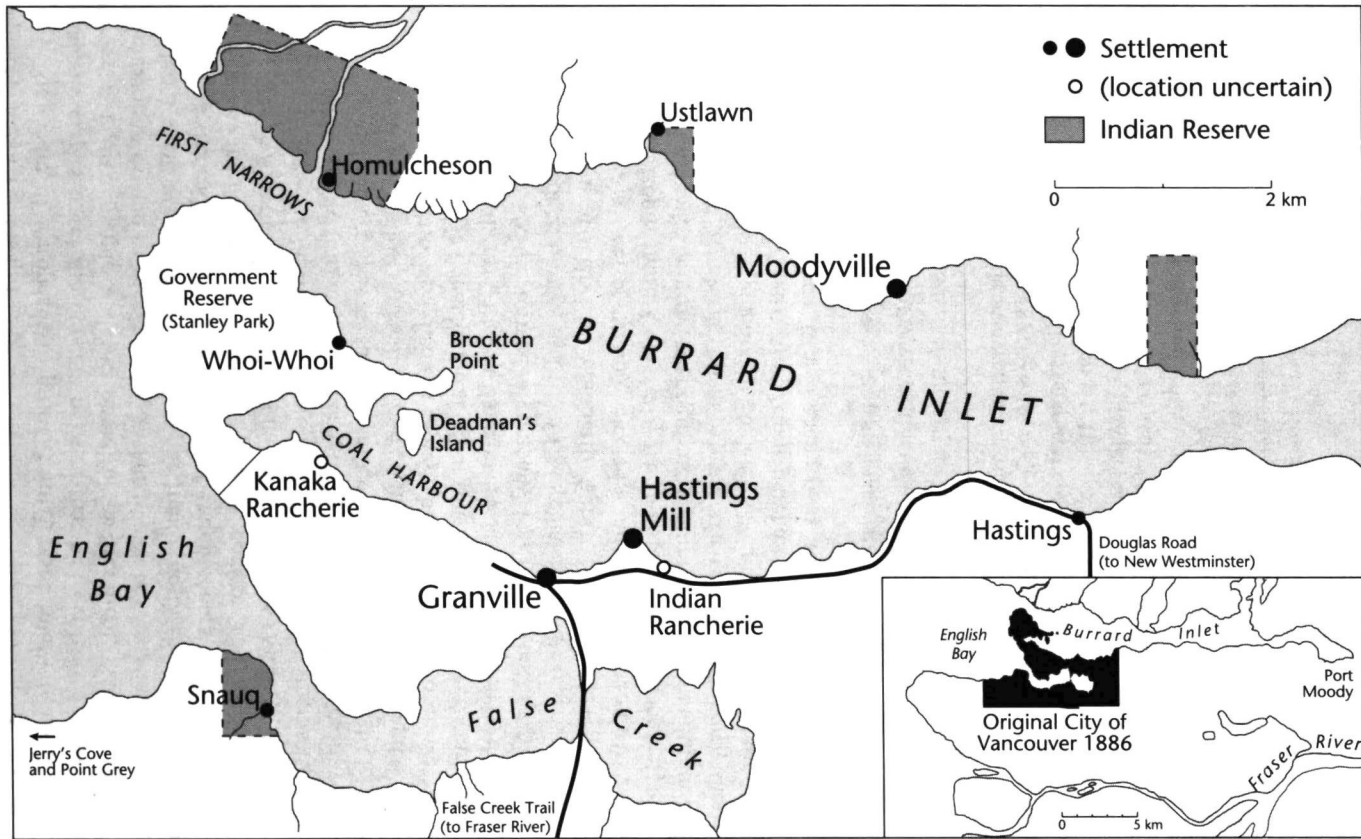 Settlement
(location uncertain)
Indian Reserve
0 2 km
FIRST NARROWS
Homulcheson
Ustlawn
Moodyville
Government
Reserve
(Stanley Park)
Whoi-Whoi
Brockton
Point
BURRARD INLET
Deadman's
Island
COAL HARBOUR
Kanaka
Rancherie
English
Bay
Hastings
Mill
Hastings
Douglas Road
(to New Westminster)
Granville
Indian
Rancherie
Snauq
False Creek
Jerry's Cove
and Point Grey
False Creek Trail
(to Fraser River)
English
Bay
Burrard Inlet
Port
Moody
Original City of
Vancouver 1886
Fraser River
0 5 km